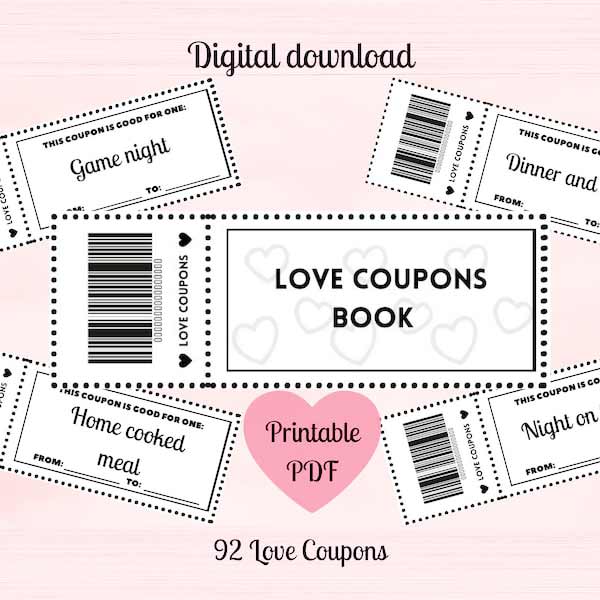 Digital download
THIS COUPON IS GOOD FOR ONE:
Game night
FROM: TO:
LOVE COUPONS
LOVE COUPONS
THIS COUPON IS GOOD FOR ONE:
Dinner and
FROM: TO:
LOVE COUPONS
LOVE COUPONS
BOOK
THIS COUPON IS GOOD FOR ONE:
Home cooked
meal
FROM: TO:
LOVE COUPONS
Printable
PDF
LOVE COUPONS
THIS COUPON IS GOOD
Night on
FROM:
92 Love Coupons